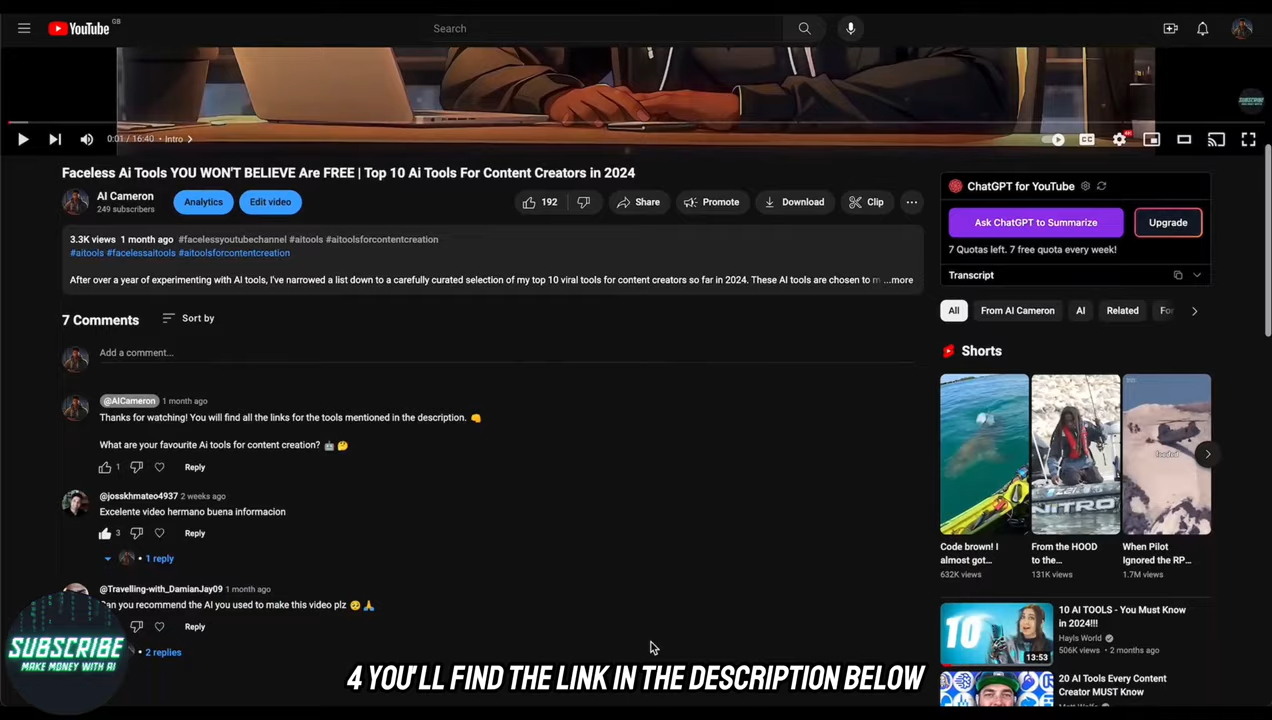 YouTube GB
Search
SUBSCRIBE
0:01 / 16:40 • Intro
Faceless Ai Tools YOU WON'T BELIEVE Are FREE | Top 10 Ai Tools For Content Creators in 2024
AI Cameron
249 subscribers
Analytics
Edit video
192
Share
Promote
Download
Clip
3.3K views 1 month ago #facelessyoutubechannel #aitools #aitoolsforcontentcreation
#aitools #facelessaitools #aitoolsforcontentcreation
After over a year of experimenting with AI tools, I've narrowed a list down to a carefully curated selection of my top 10 viral tools for content creators so far in 2024. These AI tools are chosen to m ...more
7 Comments
Sort by
Add a comment...
@AICameron 1 month ago
Thanks for watching! You will find all the links for the tools mentioned in the description. 👊
What are your favourite Ai tools for content creation? 🤖 🤔
1
Reply
@josskhmateo4937 2 weeks ago
Excelente video hermano buena informacion
3
Reply
1 reply
@Travelling-with_DamianJay09 1 month ago
an you recommend the AI you used to make this video plz 🥺 🙏
Reply
2 replies
ChatGPT for YouTube
Ask ChatGPT to Summarize
Upgrade
7 Quotas left. 7 free quota every week!
Transcript
All
From AI Cameron
AI
Related
For
Shorts
loaded
NITRO
Code brown! I
almost got...
632K views
From the HOOD
to the...
131K views
When Pilot
Ignored the RP...
1.7M views
10
13:53
10 AI TOOLS - You Must Know
in 2024!!!
Hayls World
506K views • 2 months ago
20 AI Tools Every Content
Creator MUST Know
SUBSCRIBE
MAKE MONEY WITH AI
4 YOU'LL FIND THE LINK IN THE DESCRIPTION BELOW